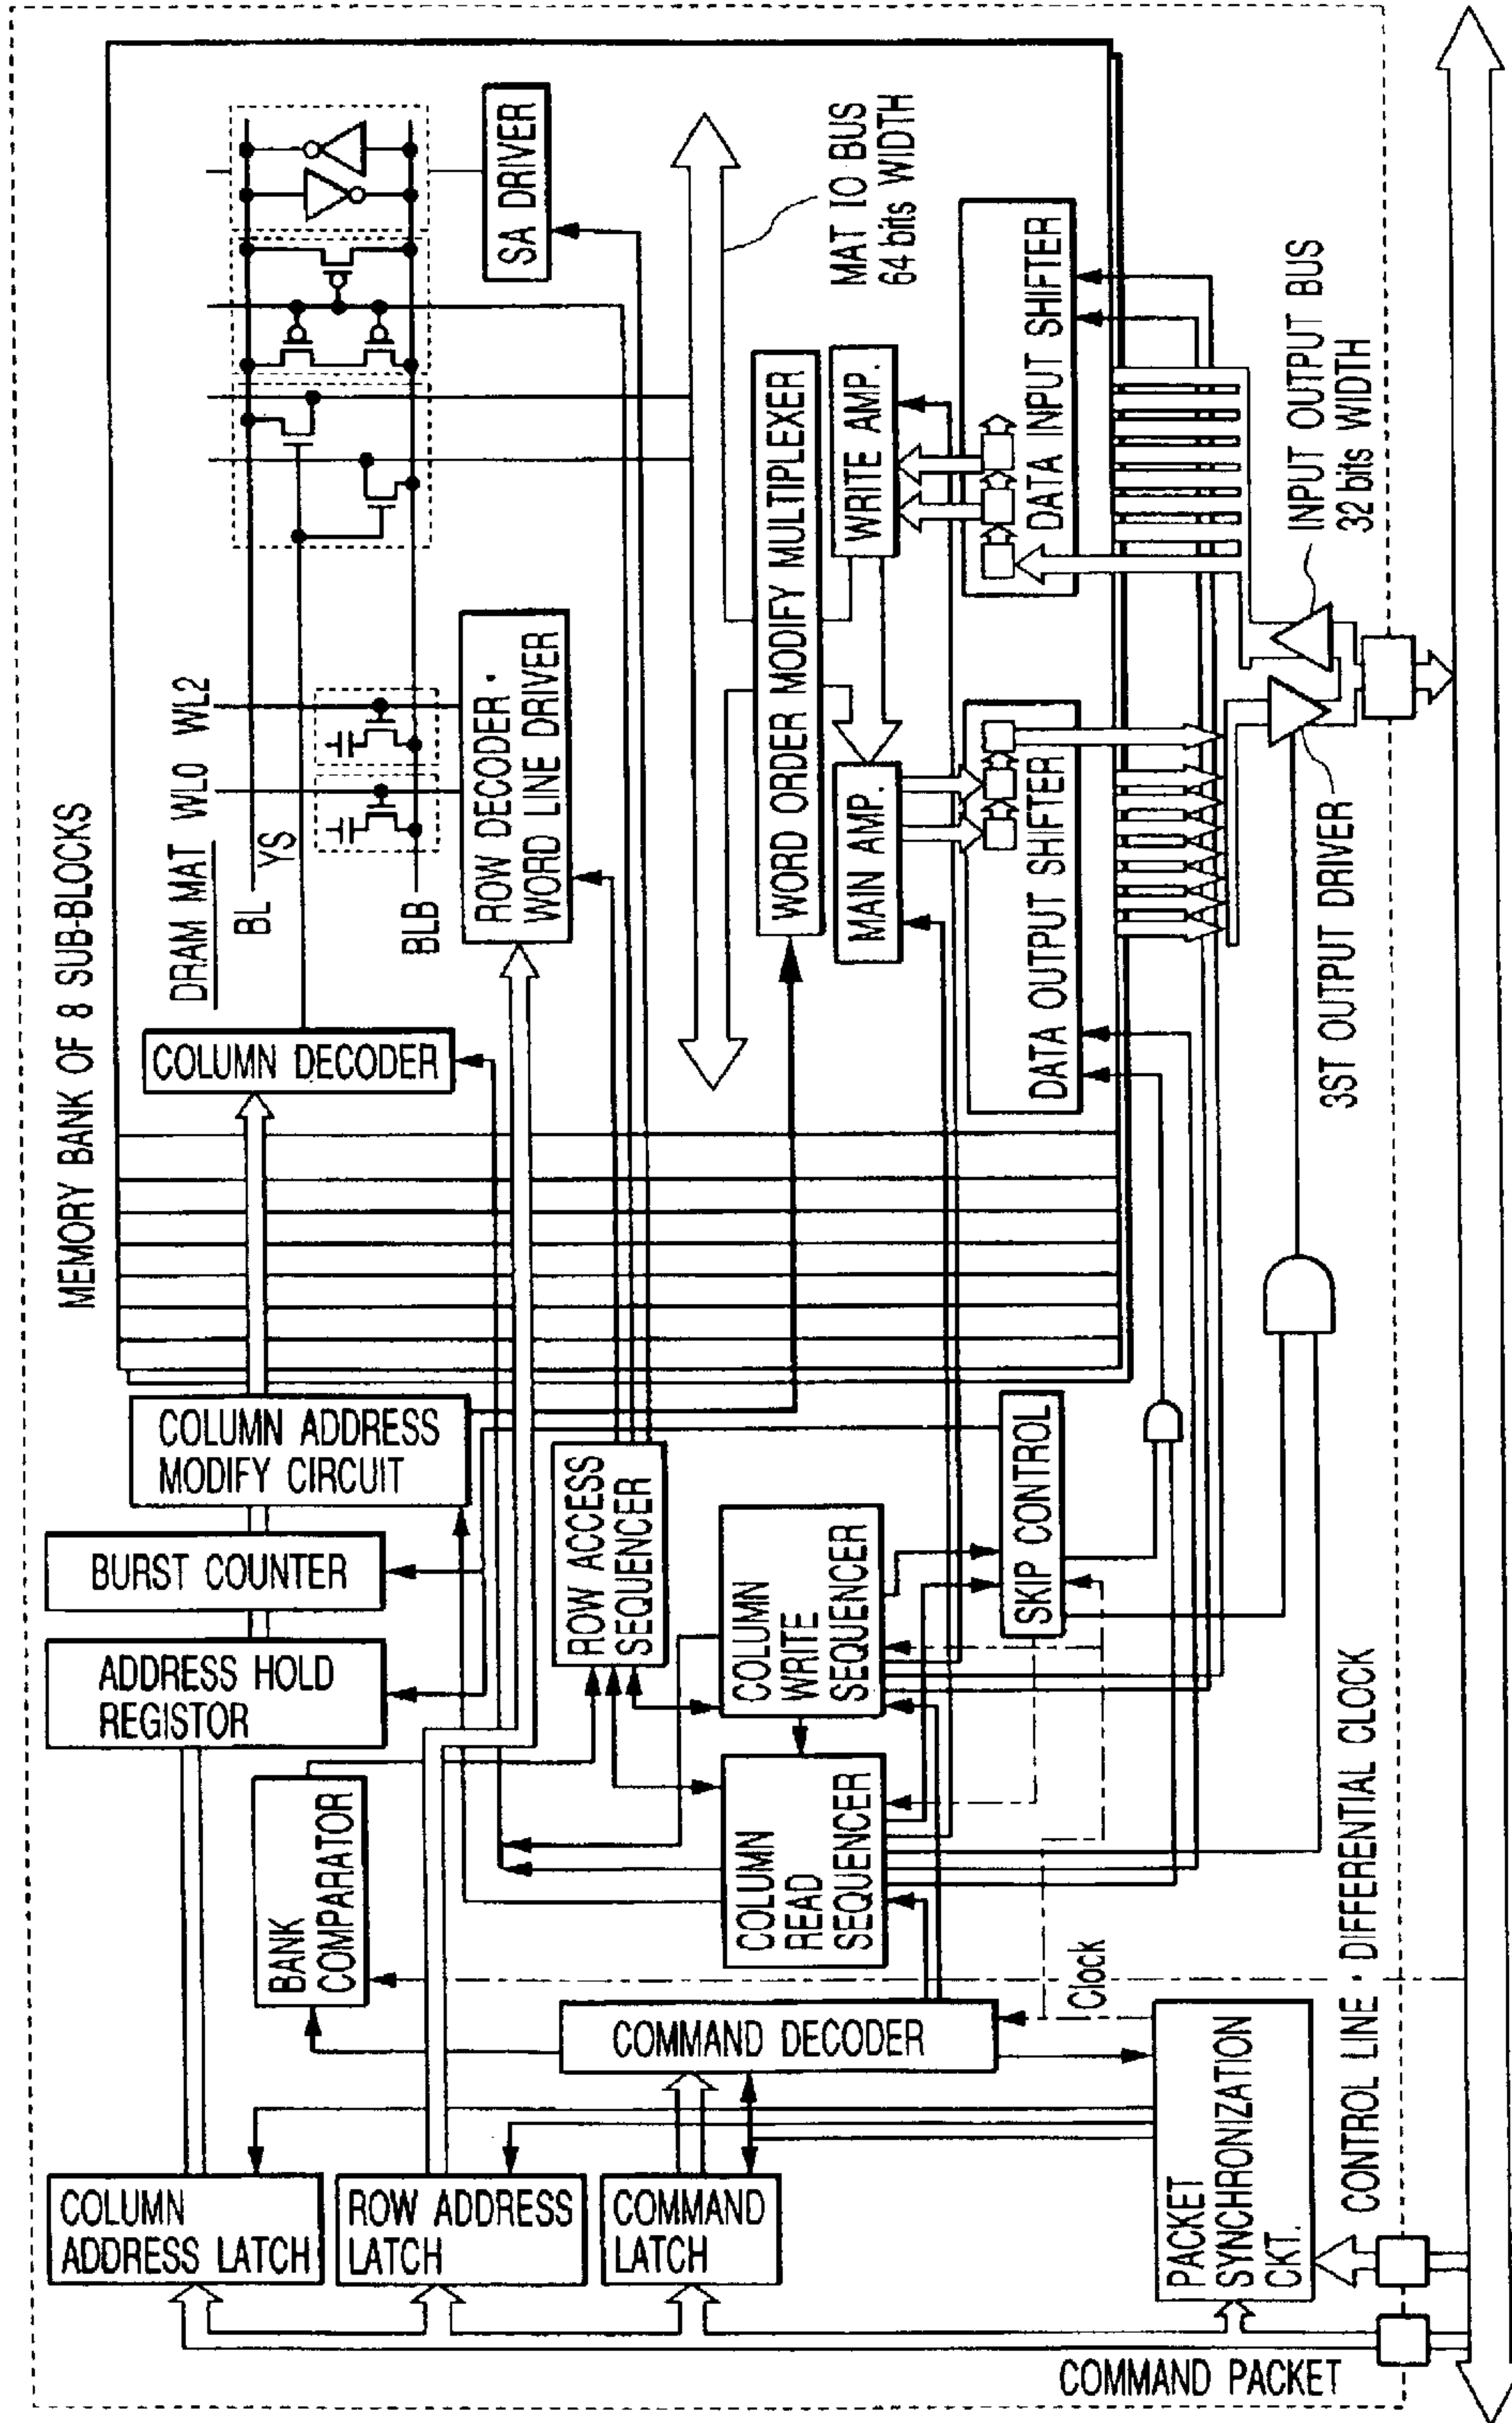 MEMORY BANK OF 8 SUB-BLOCKS
COLUMN
ADDRESS LATCH
ROW ADDRESS
LATCH
COMMAND
LATCH
PACKET
SYNCHRONIZATION
CKT.
COMMAND PACKET
CONTROL LINE · DIFFERENTIAL CLOCK
COMMAND DECODER
Clock
BANK
COMPARATOR
ADDRESS HOLD
REGISTOR
BURST COUNTER
COLUMN ADDRESS
MODIFY CIRCUIT
ROW ACCESS
SEQUENCER
COLUMN
READ
SEQUENCER
COLUMN
WRITE
SEQUENCER
SKIP CONTROL
COLUMN DECODER
DRAM MAT
WL0
WL2
BL
YS
BLB
ROW DECODER ·
WORD LINE DRIVER
SA DRIVER
MAT IO BUS
64 bits WIDTH
WORD ORDER MODIFY MULTIPLEXER
MAIN AMP.
WRITE AMP.
DATA OUTPUT SHIFTER
DATA INPUT SHIFTER
INPUT OUTPUT BUS
32 bits WIDTH
3ST OUTPUT DRIVER